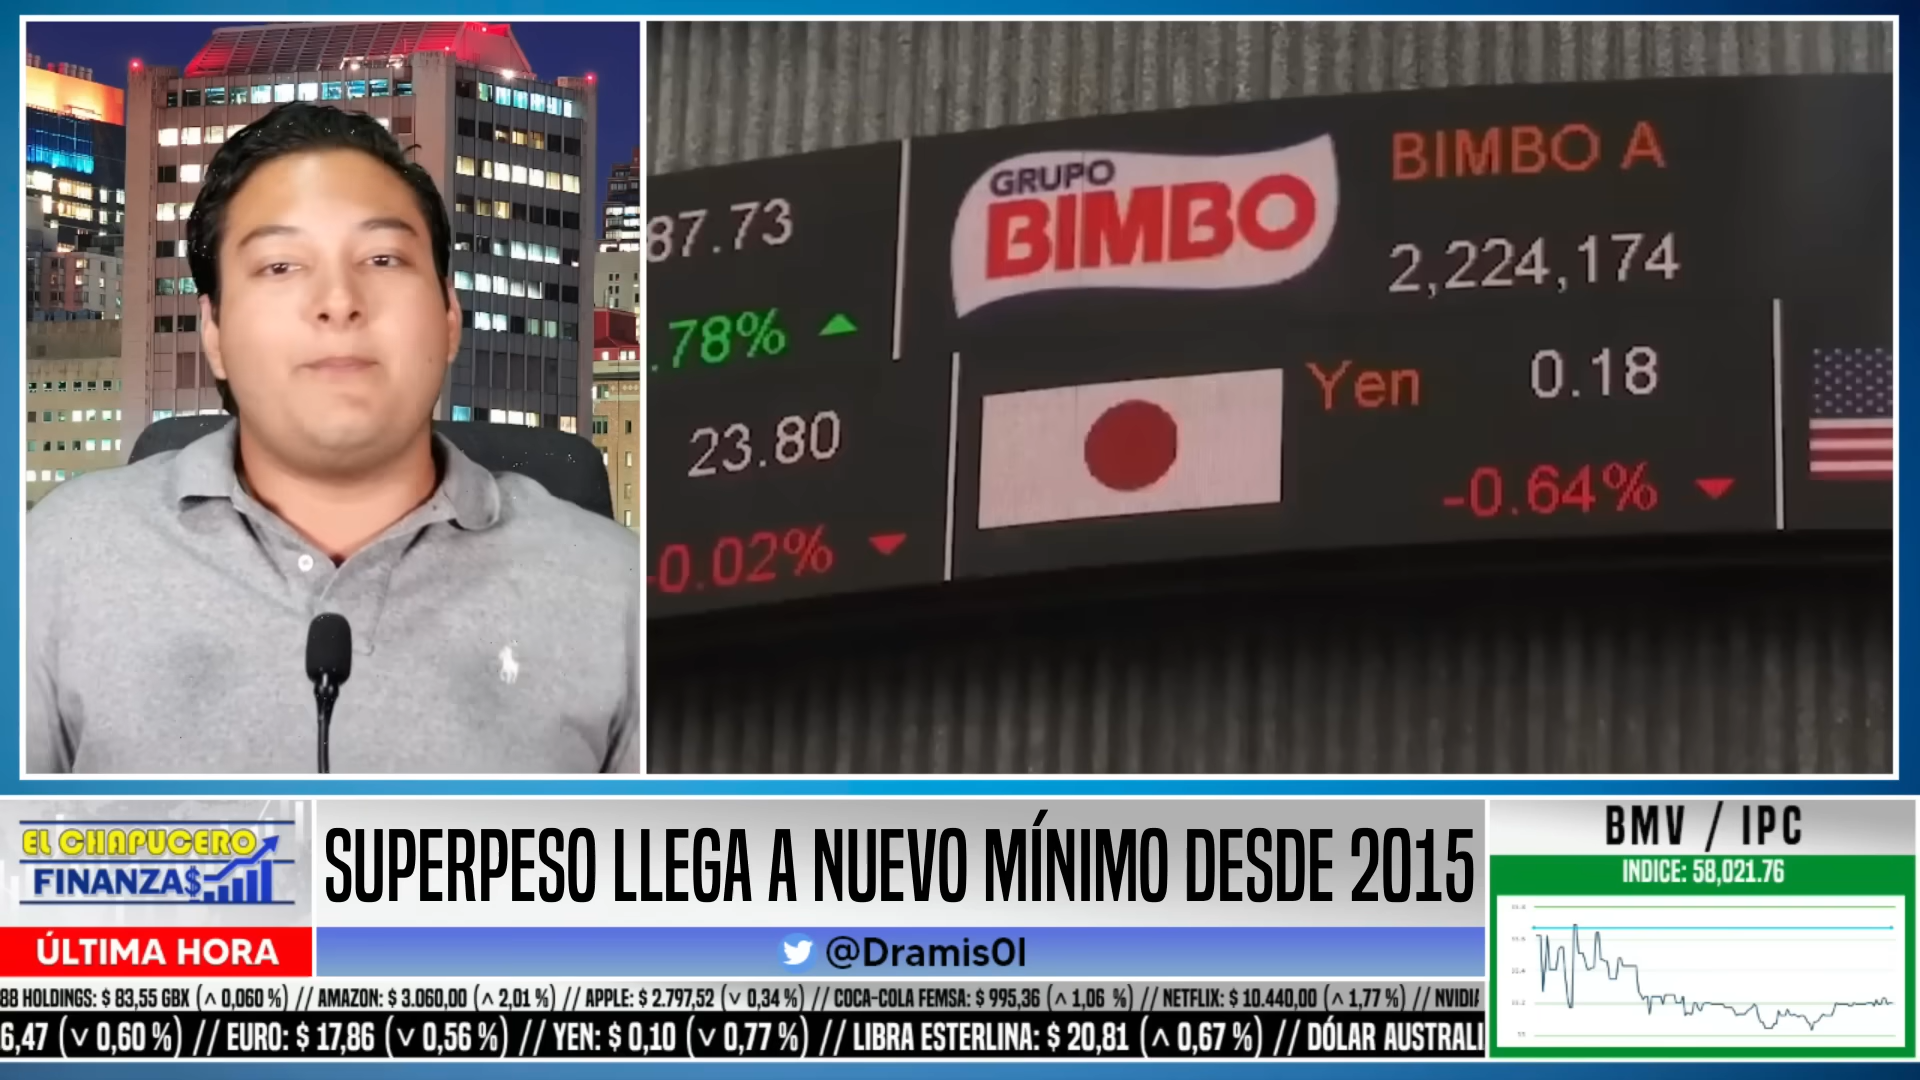 87.73
.78%
23.80
-0.02%
GRUPO
BIMBO
BIMBO A
2,224,174
Yen 0.18
-0.64%
EL CHAPUCERO
FINANZA$
ÚLTIMA HORA
SUPERPESO LLEGA A NUEVO MÍNIMO DESDE 2015
@Dramis01
BMV / IPC
INDICE: 58,021.76
88 HOLDINGS: $ 83,55 GBX (^ 0,060 %) // AMAZON: $ 3.060,00 (^ 2,01 %) // APPLE: $ 2.797,52 (v 0,34 %) // COCA-COLA FEMSA: $ 995,36 (^ 1,06 %) // NETFLIX: $ 10.440,00 (^ 1,77 %) // NVIDIA
6,47 (v 0,60 %) // EURO: $ 17,86 (v 0,56 %) // YEN: $ 0,10 (v 0,77 %) // LIBRA ESTERLINA: $ 20,81 (^ 0,67 %) // DÓLAR AUSTRALI